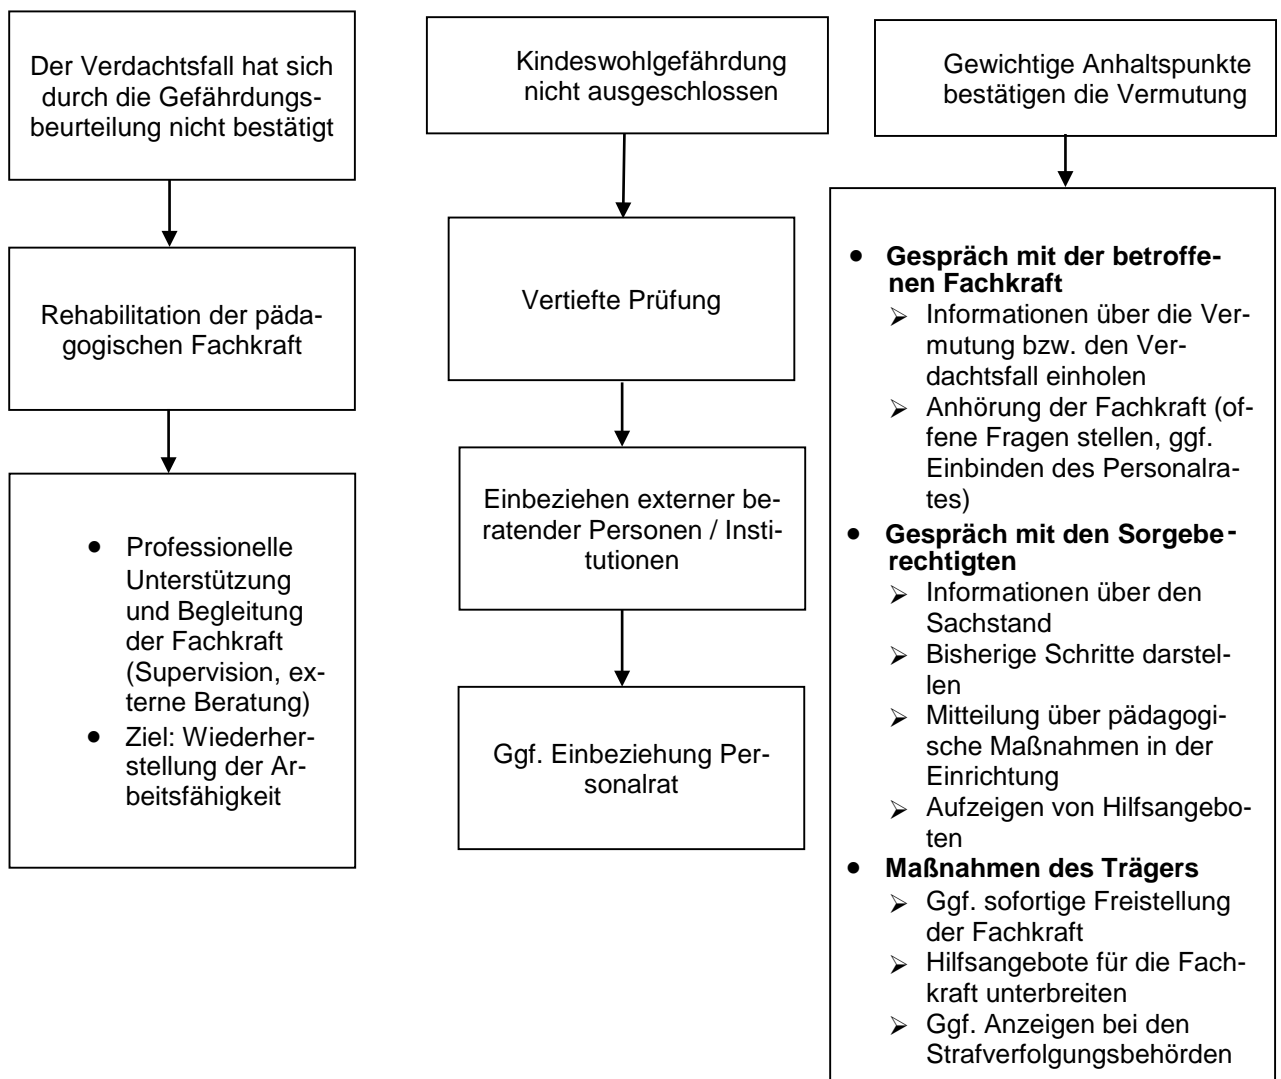 Der Verdachtsfall hat sich
durch die Gefährdungs-
beurteilung nicht bestätigt
Rehabilitation der päda-
gogischen Fachkraft
● Professionelle
Unterstützung
und Begleitung
der Fachkraft
(Supervision, ex-
terne Beratung)
● Ziel: Wiederher-
stellung der Ar-
beitsfähigkeit
Kindeswohlgefährdung
nicht ausgeschlossen
Vertiefte Prüfung
Einbeziehen externer be-
ratender Personen / Insti-
tutionen
Ggf. Einbeziehung Per-
sonalrat
Gewichtige Anhaltspunkte
bestätigen die Vermutung
● Gespräch mit der betroffe-
nen Fachkraft
➢ Informationen über die Ver-
mutung bzw. den Ver-
dachtsfall einholen
➢ Anhörung der Fachkraft (of-
fene Fragen stellen, ggf.
Einbinden des Personalra-
tes)
● Gespräch mit den Sorgebe-
rechtigten
➢ Informationen über den
Sachstand
➢ Bisherige Schritte darstel-
len
➢ Mitteilung über pädagogi-
sche Maßnahmen in der
Einrichtung
➢ Aufzeigen von Hilfsangebo-
ten
● Maßnahmen des Trägers
➢ Ggf. sofortige Freistellung
der Fachkraft
➢ Hilfsangebote für die Fach-
kraft unterbreiten
➢ Ggf. Anzeigen bei den
Strafverfolgungsbehörden